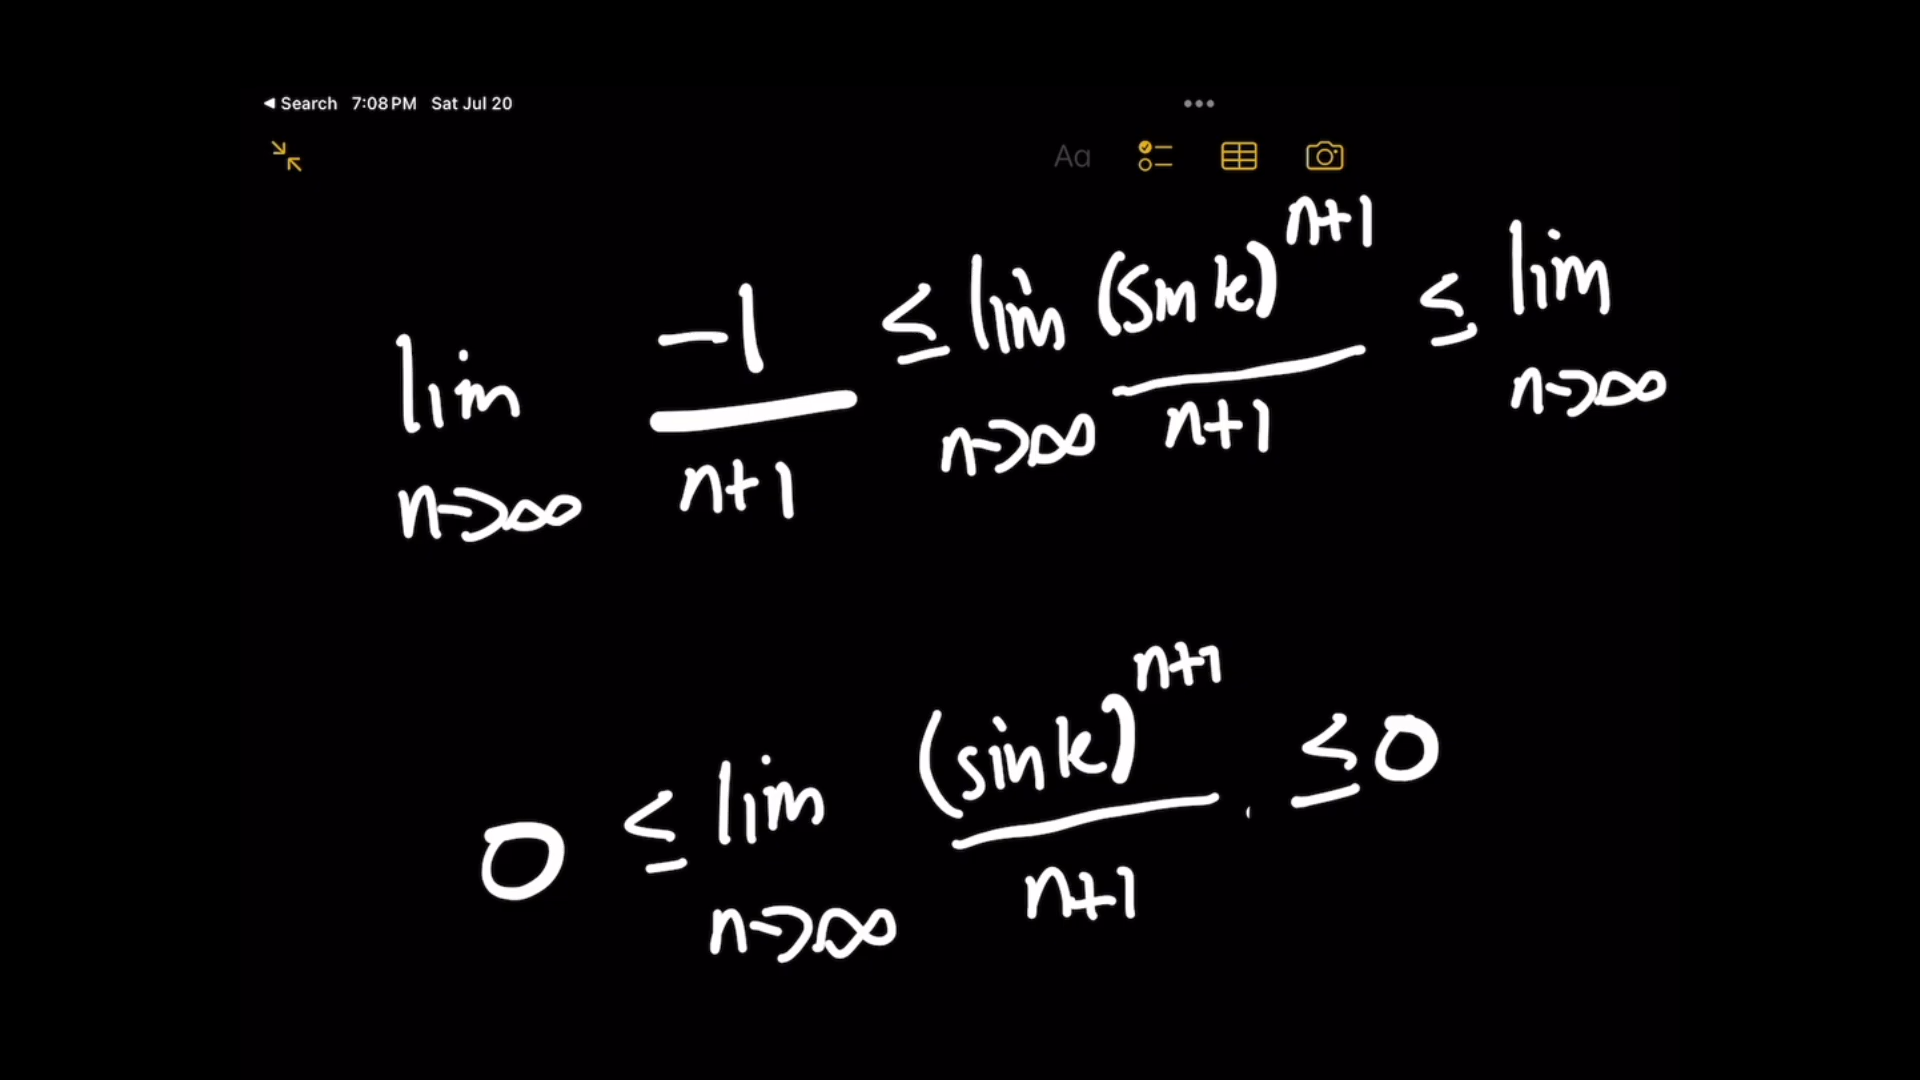 ◀ Search 7:08 PM Sat Jul 20
Aa
lim n→∞ -1/(n+1) ≤ lim n→∞ (sin k)^(n+1)/(n+1) ≤ lim n→∞
0 ≤ lim n→∞ (sin k)^(n+1)/(n+1) . ≤ 0